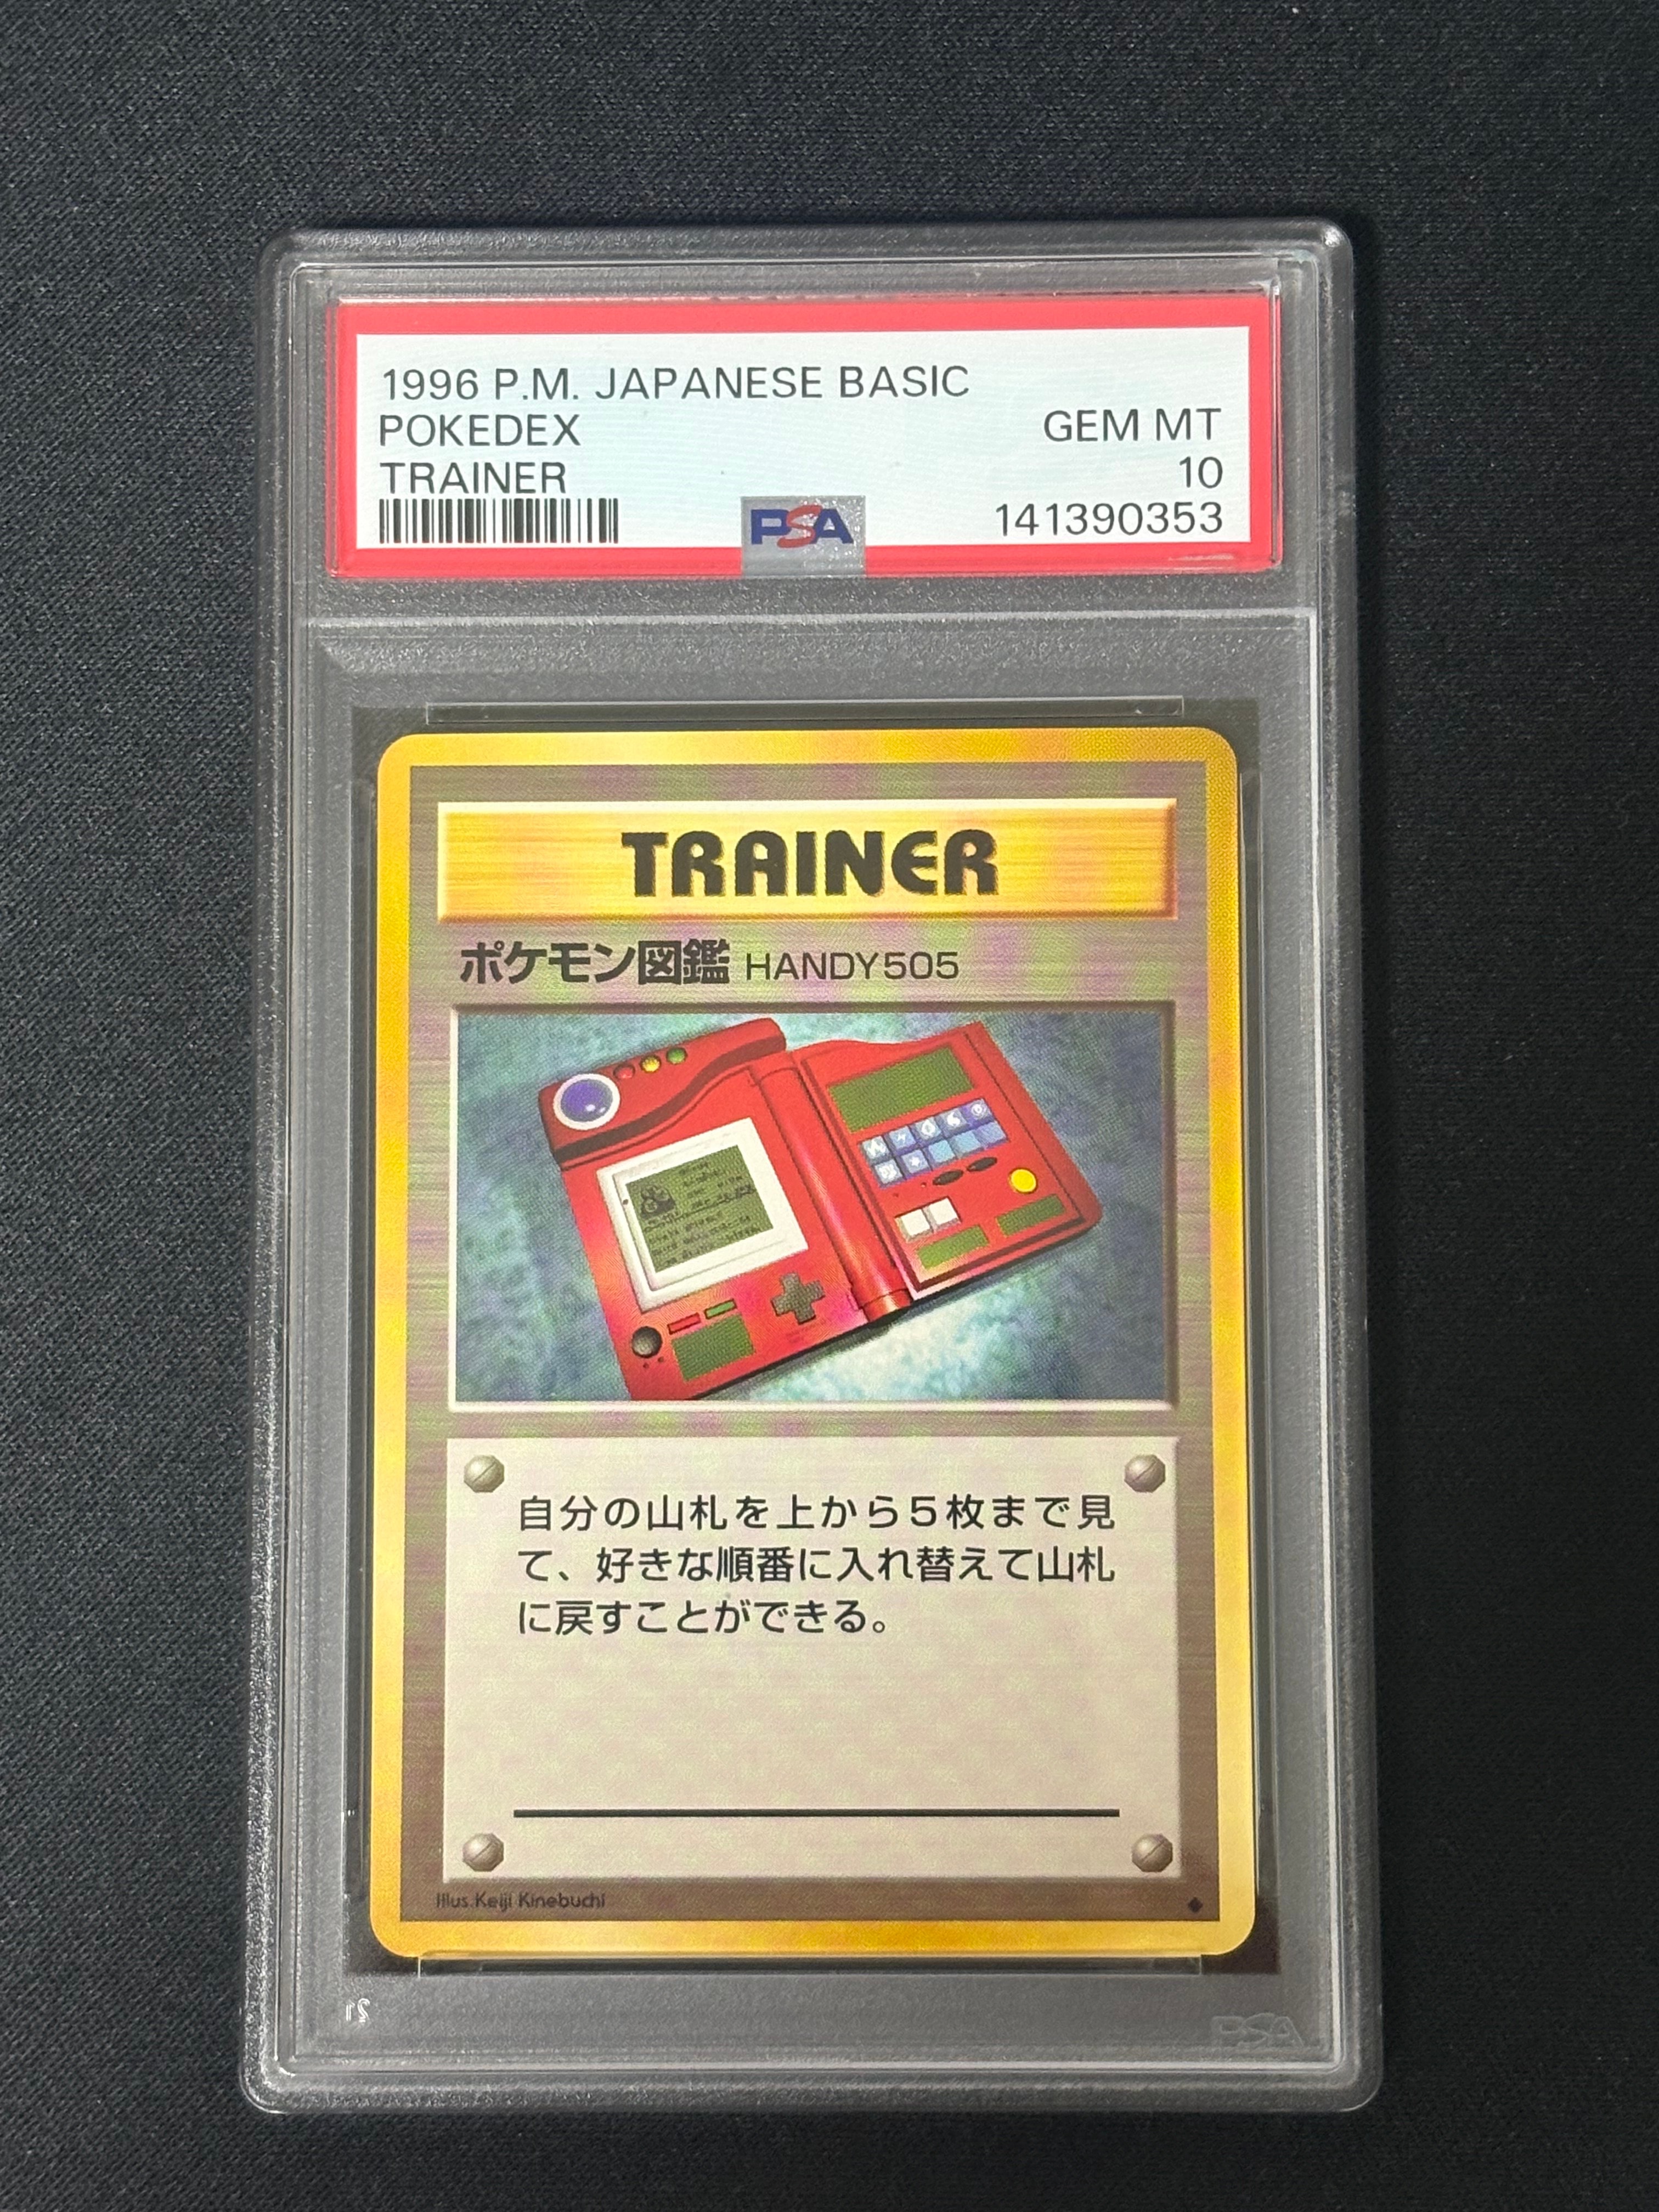 1996 P.M. JAPANESE BASIC
POKEDEX
GEM MT
TRAINER
10
PSA
141390353
TRAINER
ポケモン図鑑 HANDY505
自分の山札を上から5枚まで見
て、好きな順番に入れ替えて山札
に戻すことができる。
Illus.Keiji Kinebuchi
PSA